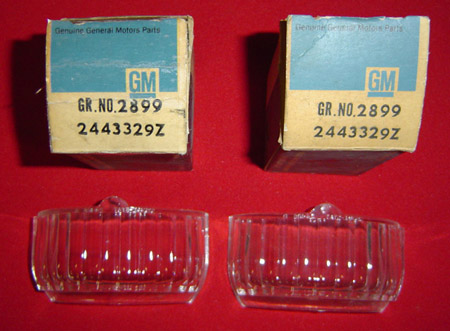 Genuine General Motors Parts
GM
GR.NO.2899
2443329Z
Genuine General Motors Parts
GM
GR.NO.2899
2443329Z